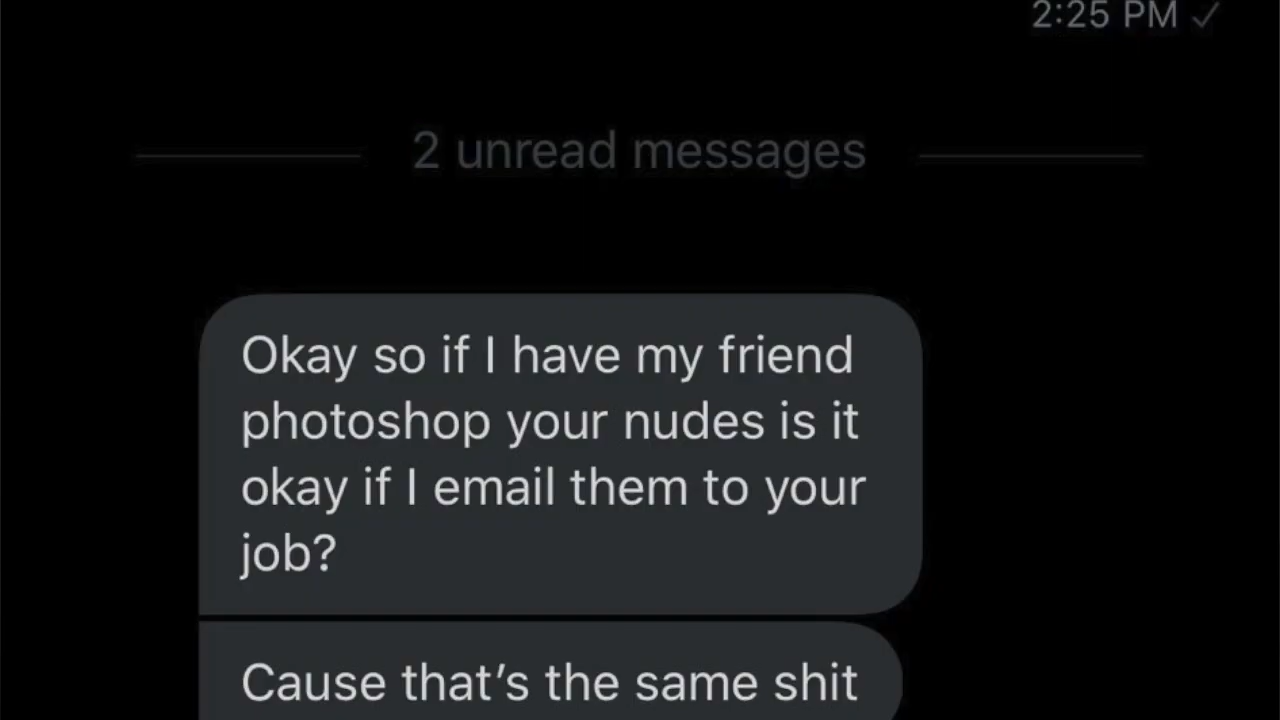 2:25 PM ✓
2 unread messages
Okay so if I have my friend
photoshop your nudes is it
okay if I email them to your
job?
Cause that’s the same shit